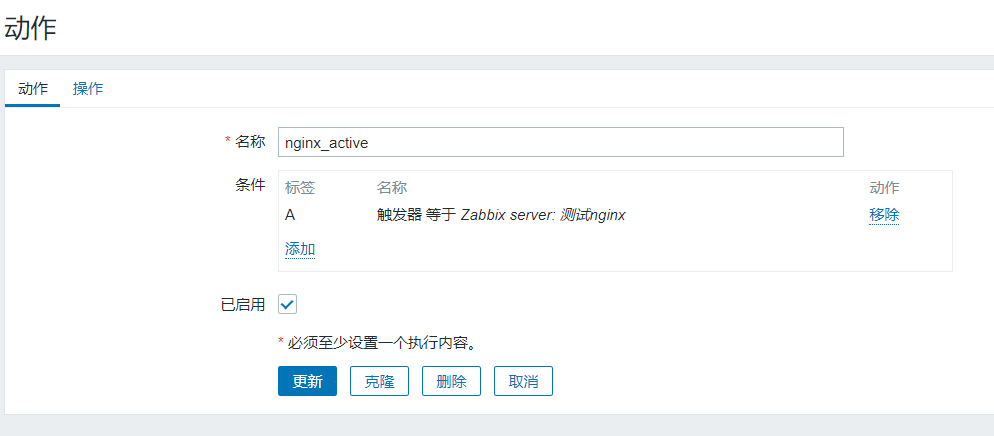 动作
动作 操作
* 名称 nginx_active
条件 标签 名称 动作
A 触发器 等于 Zabbix server: 测试nginx 移除
添加
已启用
* 必须至少设置一个执行内容。
更新 克隆 删除 取消